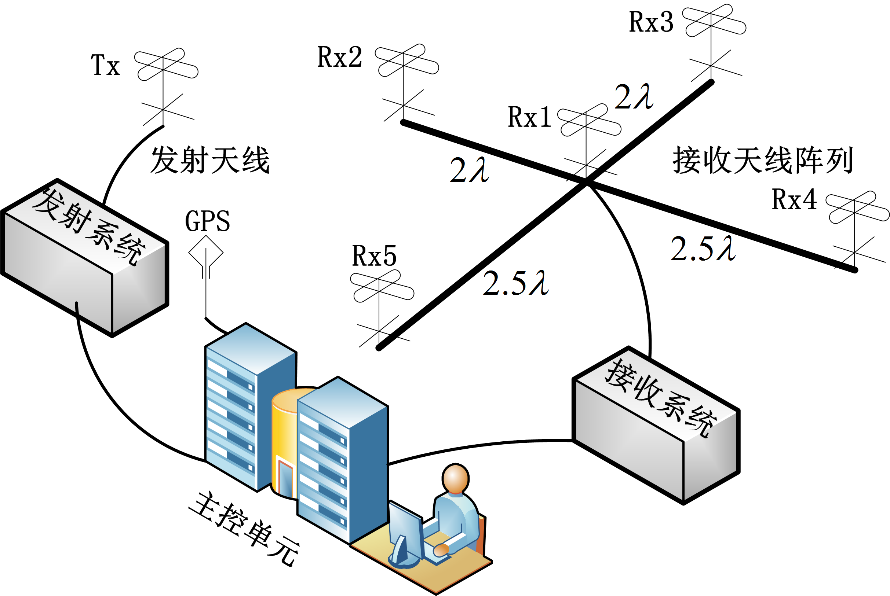 Rx3
Tx
Rx2
2λ
Rx1
发射天线
2λ
接收天线阵列
发射系统
Rx4
GPS
Rx5
2.5λ
2.5λ
接收系统
主控单元